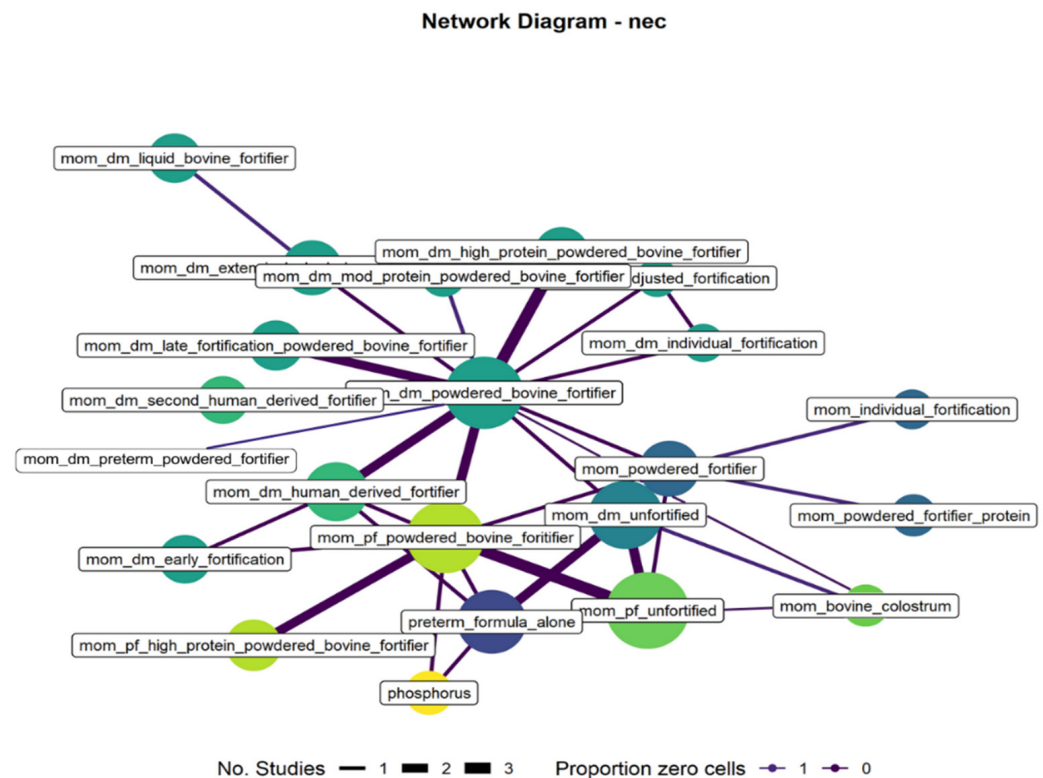 Network Diagram - nec
mom_dm_liquid_bovine_fortifier
mom_dm_high_protein_powdered_bovine_fortifier
mom_dm_mod_protein_powdered_bovine_fortifier
djusted_fortification
mom_dm_individual_fortification
mom_dm_late_fortification_powdered_bovine_fortifier
_dm_powdered_bovine_fortifier
mom_dm_second_human_derived_fortifier
mom_individual_fortification
mom_dm_preterm_powdered_fortifier
mom_powdered_fortifier
mom_dm_human_derived_fortifier
mom_dm_unfortified
mom_powdered_fortifier_protein
mom_pf_powdered_bovine_foritifier
mom_dm_early_fortification
mom_pf_unfortified
mom_bovine_colostrum
preterm_formula_alone
mom_pf_high_protein_powdered_bovine_fortifier
phosphorus
No. Studies 1 2 3 Proportion zero cells 1 0